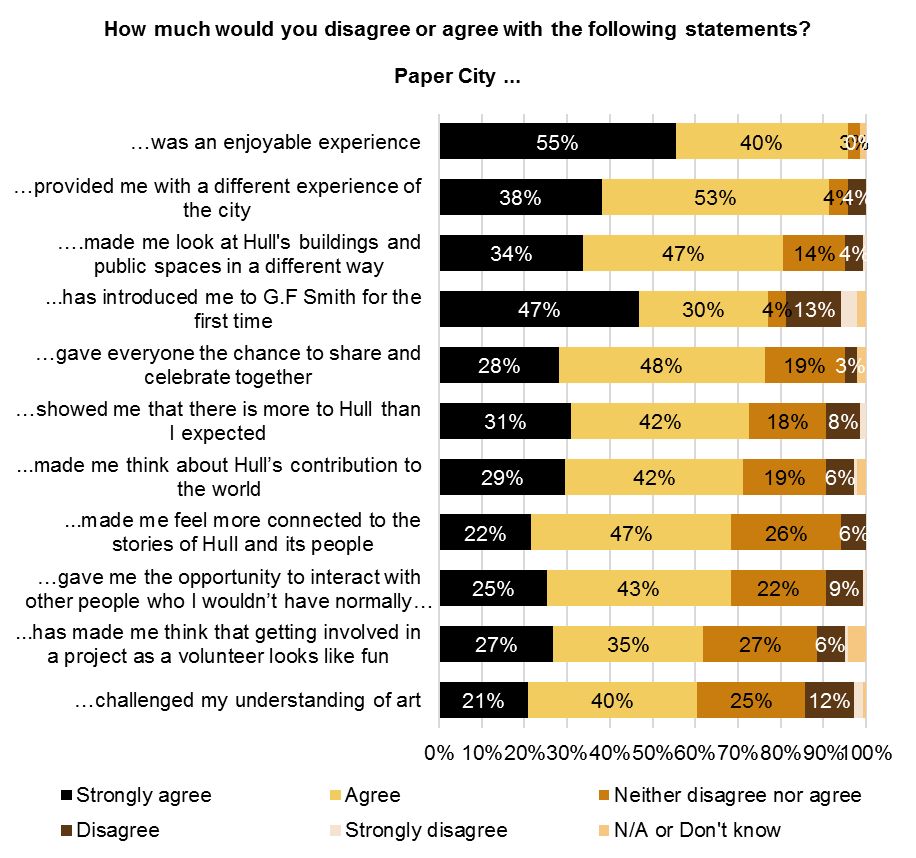 How much would you disagree or agree with the following statements?
Paper City ...
…was an enjoyable experience
55% 40% 3% 0%
…provided me with a different experience of
the city
38% 53% 4% 4%
….made me look at Hull's buildings and
public spaces in a different way
34% 47% 14% 4%
...has introduced me to G.F Smith for the
first time
47% 30% 4% 13%
…gave everyone the chance to share and
celebrate together
28% 48% 19% 3%
…showed me that there is more to Hull than
I expected
31% 42% 18% 8%
...made me think about Hull’s contribution to
the world
29% 42% 19% 6%
...made me feel more connected to the
stories of Hull and its people
22% 47% 26% 6%
…gave me the opportunity to interact with
other people who I wouldn’t have normally…
25% 43% 22% 9%
...has made me think that getting involved in
a project as a volunteer looks like fun
27% 35% 27% 6%
…challenged my understanding of art
21% 40% 25% 12%
0% 10% 20% 30% 40% 50% 60% 70% 80% 90% 100%
Strongly agree Agree Neither disagree nor agree
Disagree Strongly disagree N/A or Don't know